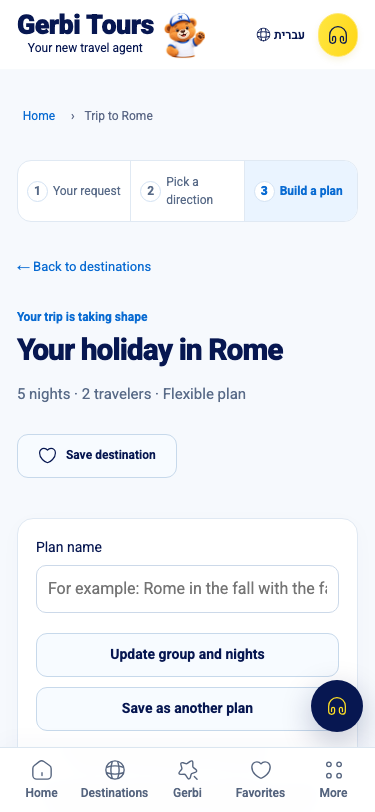 Gerbi Tours
Your new travel agent
עברית
Home › Trip to Rome
1 Your request
2 Pick a direction
3 Build a plan
← Back to destinations
Your trip is taking shape
Your holiday in Rome
5 nights · 2 travelers · Flexible plan
Save destination
Plan name
For example: Rome in the fall with the fa
Update group and nights
Save as another plan
Home
Destinations
Gerbi
Favorites
More